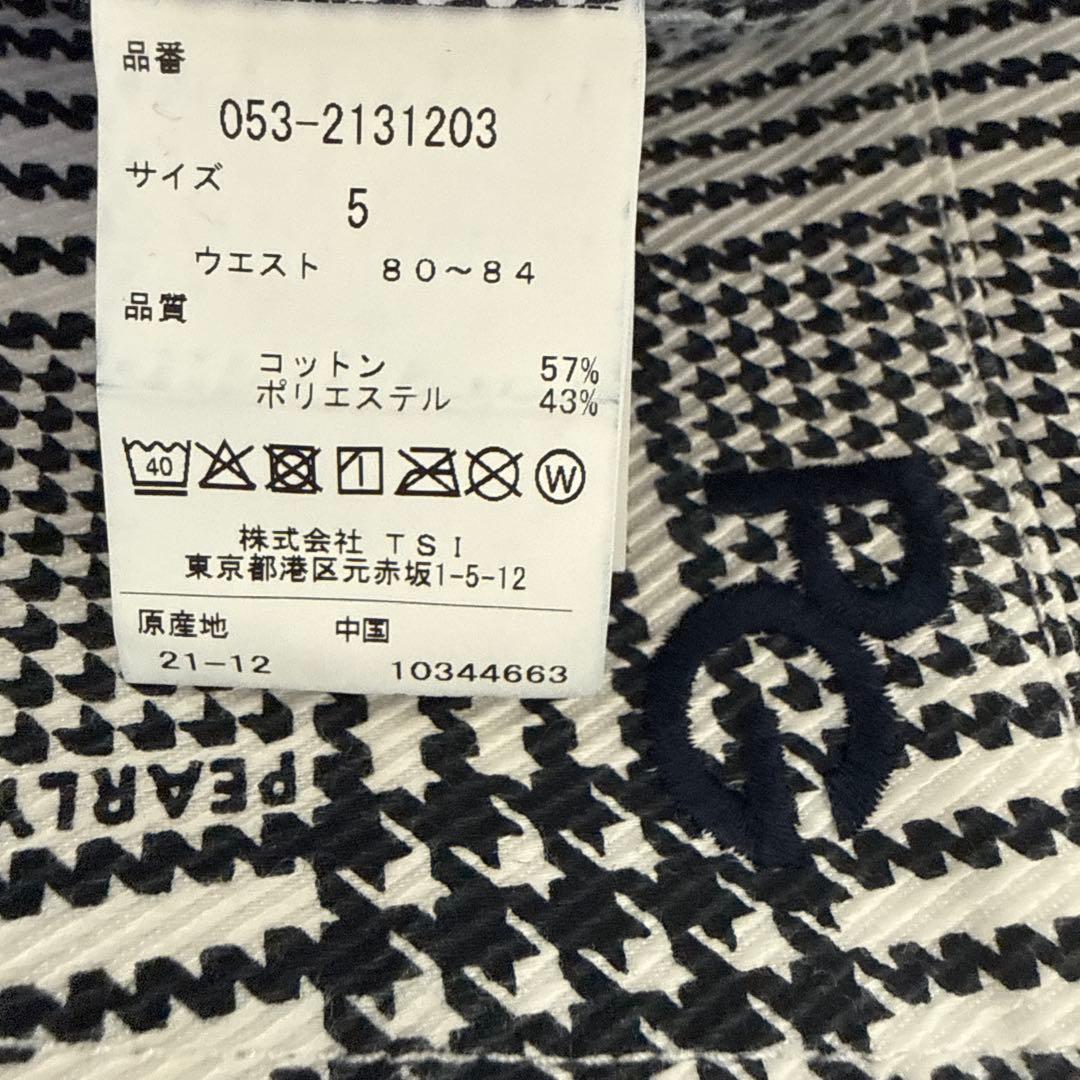 品番
053-2131203
サイズ
5
ウエスト 80~84
品質
コットン 57%
ポリエステル 43%
40
W
株式会社 TSI
東京都港区元赤坂1-5-12
原産地 中国
21-12 10344663
PEARLY
PG